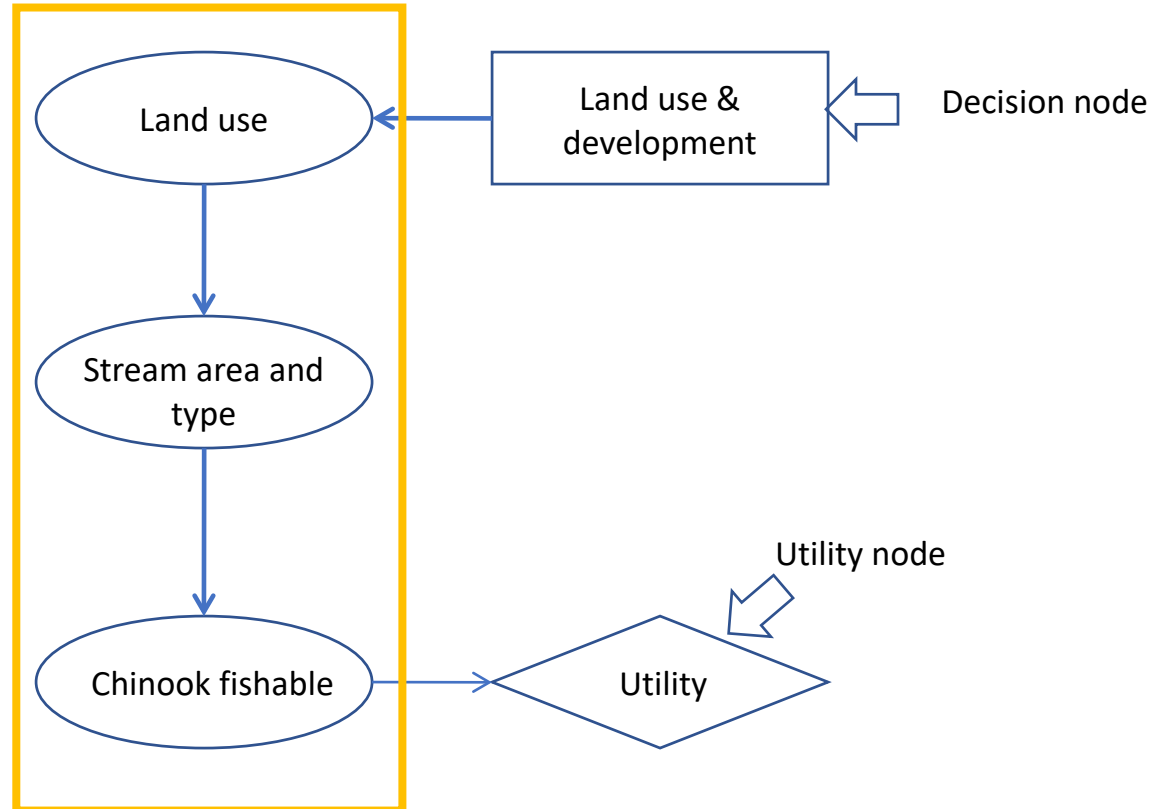 Land use
Land use &
development
Decision node
Stream area and
type
Utility node
Chinook fishable
Utility